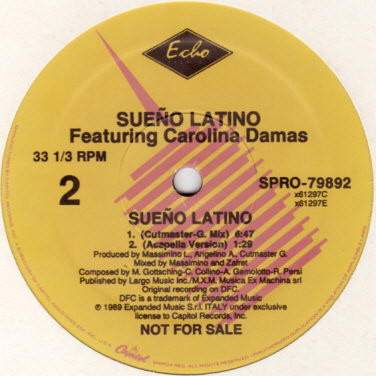 Echo
SUEÑO LATINO
Featuring Carolina Damas
33 1/3 RPM
2
SPRO-79892
x61297C
x61297E
SUEÑO LATINO
1. (Cutmaster-G. Mix) 6:47
2. (Acapella Version) 1:29
Produced by Massimino L., Angelino A., Cutmaster G.
Mixed by Massimino and Zafret
Composed by M. Gottsching-C. Collino-A. Gemolotto-R. Persi
Published by Largo Music Inc./M.X.M. Musica Ex Machina srl
Original recording on DFC.
DFC is a trademark of Expanded Music
℗ 1989 Expanded Music S.r.l. ITALY under exclusive
license to Capitol Records, Inc.
NOT FOR SALE
Capitol